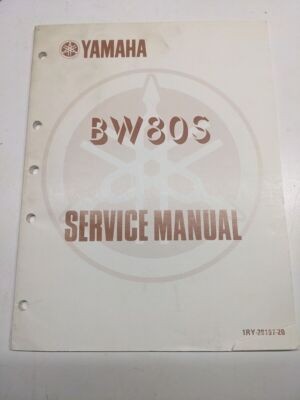 YAMAHA
BW80S
SERVICE MANUAL
1RY-28197-20